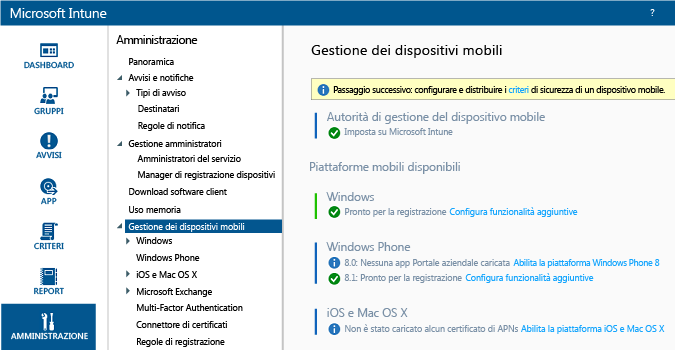 Microsoft Intune
?
DASHBOARD
GRUPPI
AVVISI
APP
CRITERI
REPORT
AMMINISTRAZIONE
Amministrazione
Panoramica
Avvisi e notifiche
Tipi di avviso
Destinatari
Regole di notifica
Gestione amministratori
Amministratori del servizio
Manager di registrazione dispositivi
Download software client
Uso memoria
Gestione dei dispositivi mobili
Windows
Windows Phone
iOS e Mac OS X
Microsoft Exchange
Multi-Factor Authentication
Connettore di certificati
Regole di registrazione
Gestione dei dispositivi mobili
Passaggio successivo: configurare e distribuire i criteri di sicurezza di un dispositivo mobile.
Autorità di gestione del dispositivo mobile
Imposta su Microsoft Intune
Piattaforme mobili disponibili
Windows
Pronto per la registrazione Configura funzionalità aggiuntive
Windows Phone
8.0: Nessuna app Portale aziendale caricata Abilita la piattaforma Windows Phone 8
8.1: Pronto per la registrazione Configura funzionalità aggiuntive
iOS e Mac OS X
Non è stato caricato alcun certificato di APNs Abilita la piattaforma iOS e Mac OS X